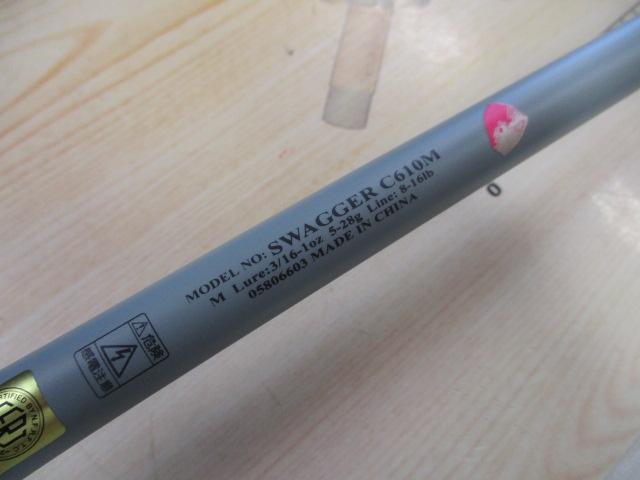 MODEL NO: SWAGGER C610M
M Lure:3/16-1oz 5-28g Line: 8-16lb
05806603 MADE IN CHINA
⚠危険
感電注意
0